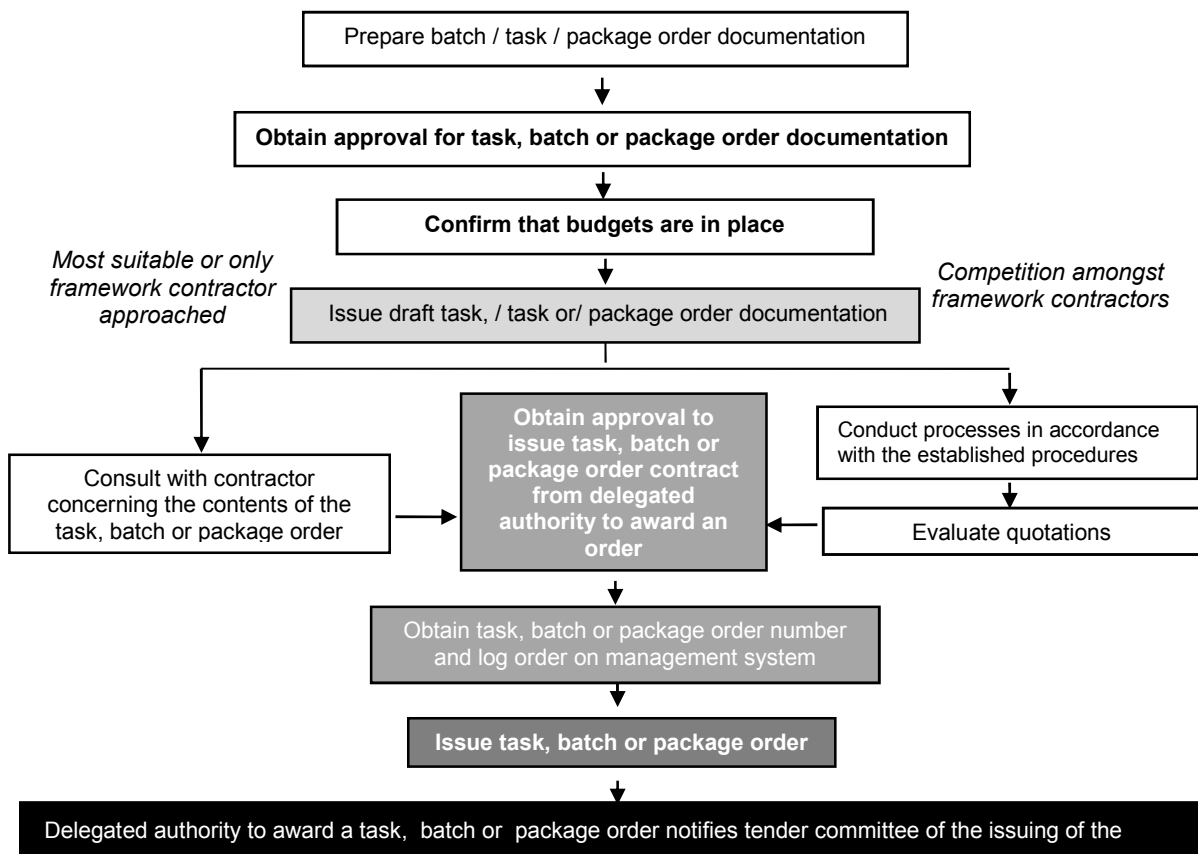 Prepare batch / task / package order documentation
Obtain approval for task, batch or package order documentation
Confirm that budgets are in place
Most suitable or only
framework contractor
approached
Competition amongst
framework contractors
Issue draft task, / task or/ package order documentation
Consult with contractor
concerning the contents of the
task, batch or package order
Obtain approval to
issue task, batch or
package order contract
from delegated
authority to award an
order
Conduct processes in accordance
with the established procedures
Evaluate quotations
Obtain task, batch or package order number
and log order on management system
Issue task, batch or package order
Delegated authority to award a task, batch or package order notifies tender committee of the issuing of the